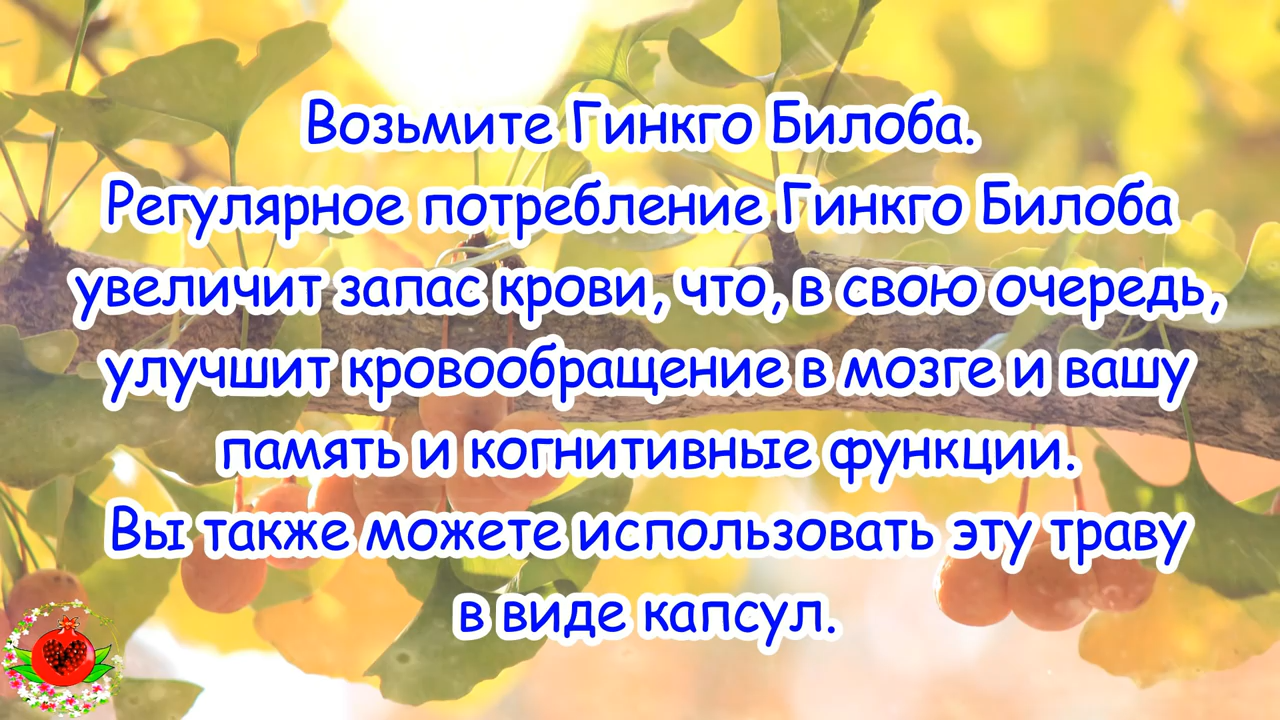 Возьмите Гинкго Билоба.
Регулярное потребление Гинкго Билоба
увеличит запас крови, что, в свою очередь,
улучшит кровообращение в мозге и вашу
память и когнитивные функции.
Вы также можете использовать эту траву
в виде капсул.